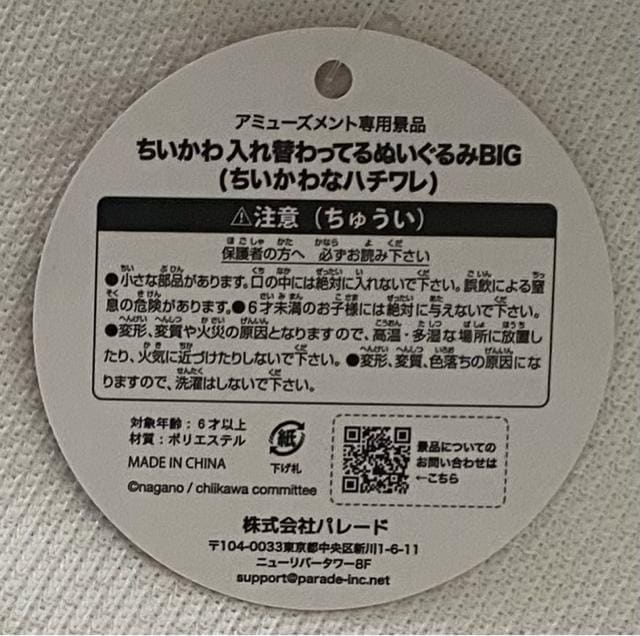 アミューズメント専用景品
ちいかわ 入れ替わってるぬいぐるみBIG
(ちいかわなハチワレ)
⚠注意（ちゅうい）
保護者の方へ 必ずお読み下さい
●小さな部品があります。口の中には絶対に入れないで下さい。誤飲による窒
息の危険があります。●6才未満のお子様には絶対に与えないで下さい。
●変形、変質や火災の原因となりますので、高温・多湿な場所に放置し
たり、火気に近づけたりしないで下さい。●変形、変質、色落ちの原因にな
りますので、洗濯はしないで下さい。
対象年齢：6才以上
材質：ポリエステル
MADE IN CHINA
©nagano / chiikawa committee
紙
下げ札
景品についての
お問い合わせは
←こちら
株式会社パレード
〒104-0033東京都中央区新川1-6-11
ニューリバータワー8F
support@parade-inc.net